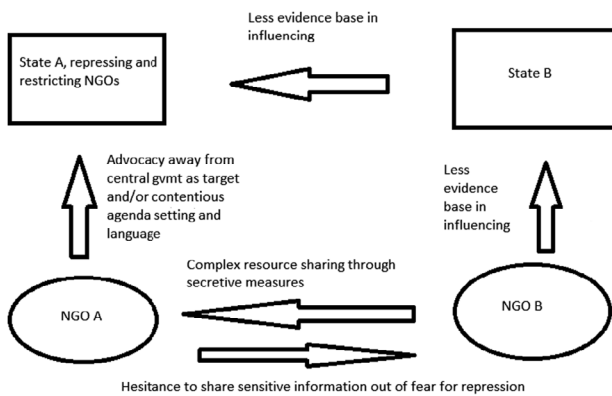 Less evidence base in
influencing
State A, repressing and
restricting NGOs
State B
Advocacy away from
central gvmt as target
and/or contentious
agenda setting and
language
Less
evidence
base in
influencing
Complex resource sharing through
secretive measures
NGO A
NGO B
Hesitance to share sensitive information out of fear for repression